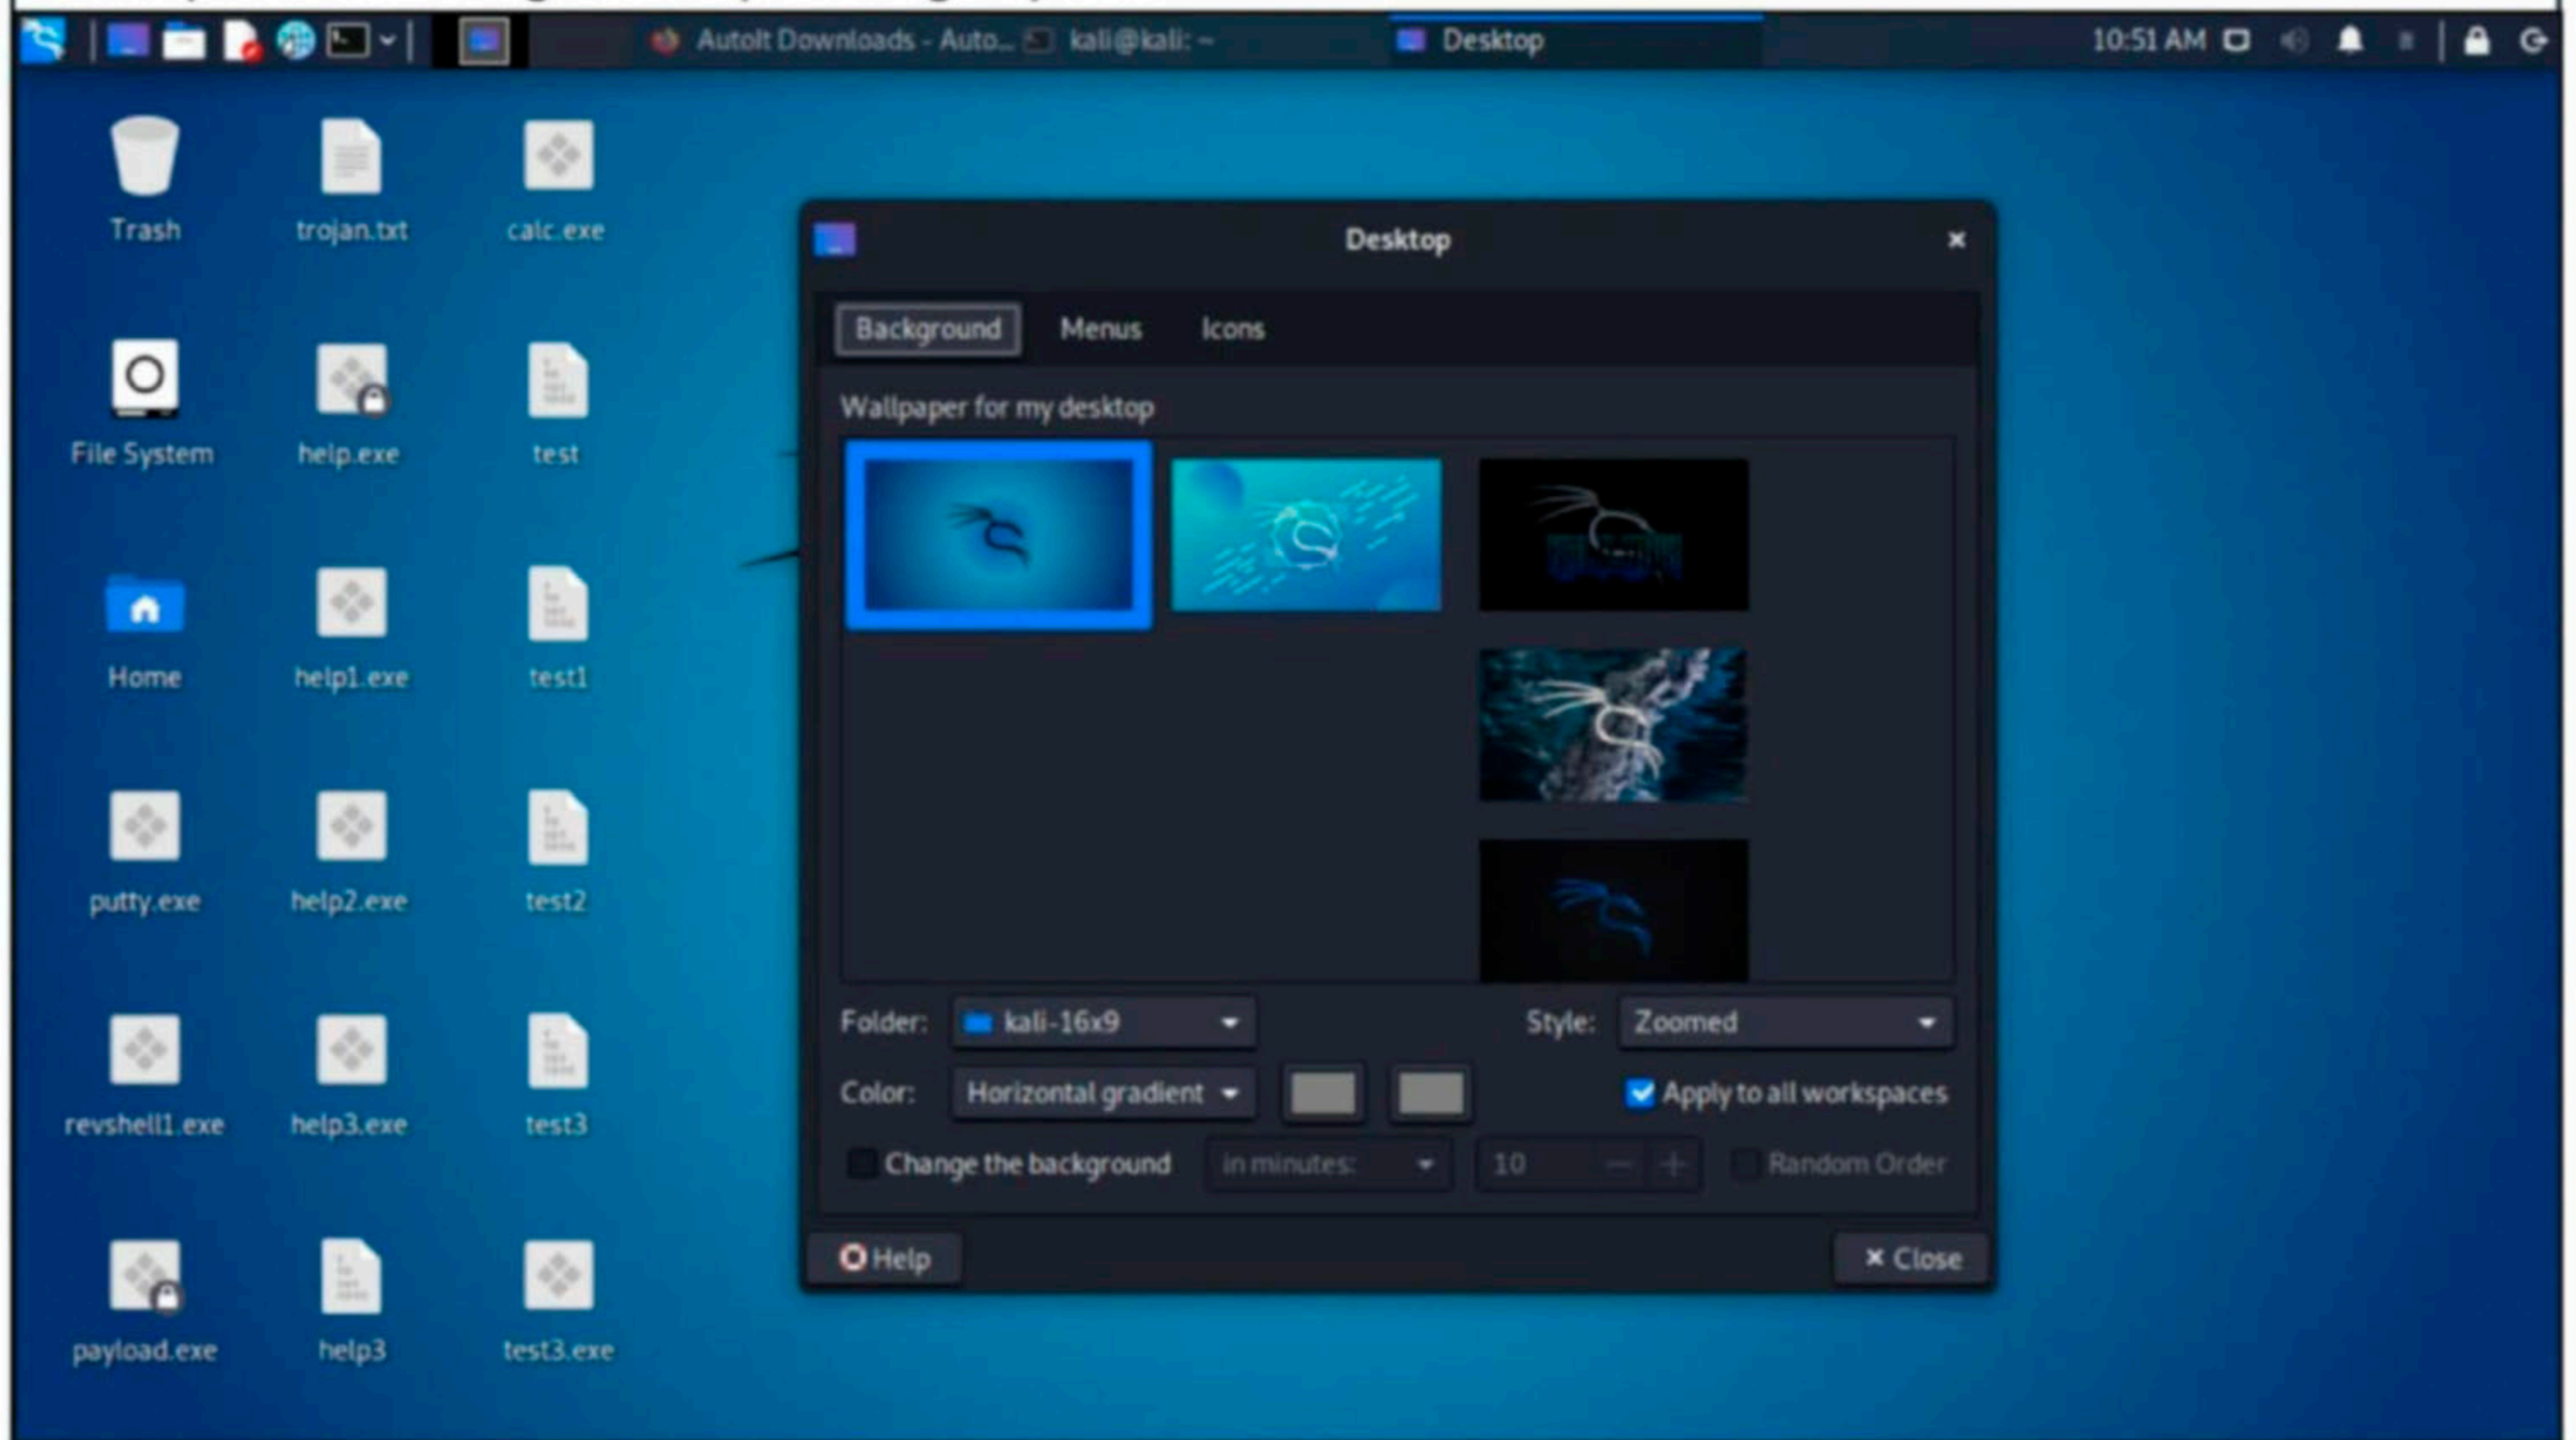 AutoIt Downloads - Auto...
kali@kali: ~
Desktop
10:51 AM
Trash
trojan.txt
calc.exe
File System
help.exe
test
Home
help1.exe
test1
putty.exe
help2.exe
test2
revshell1.exe
help3.exe
test3
payload.exe
help3
test3.exe
Desktop
Background Menus Icons
Wallpaper for my desktop
Folder: kali-16x9 Style: Zoomed
Color: Horizontal gradient Apply to all workspaces
Change the background in minutes: 10 Random Order
Help Close